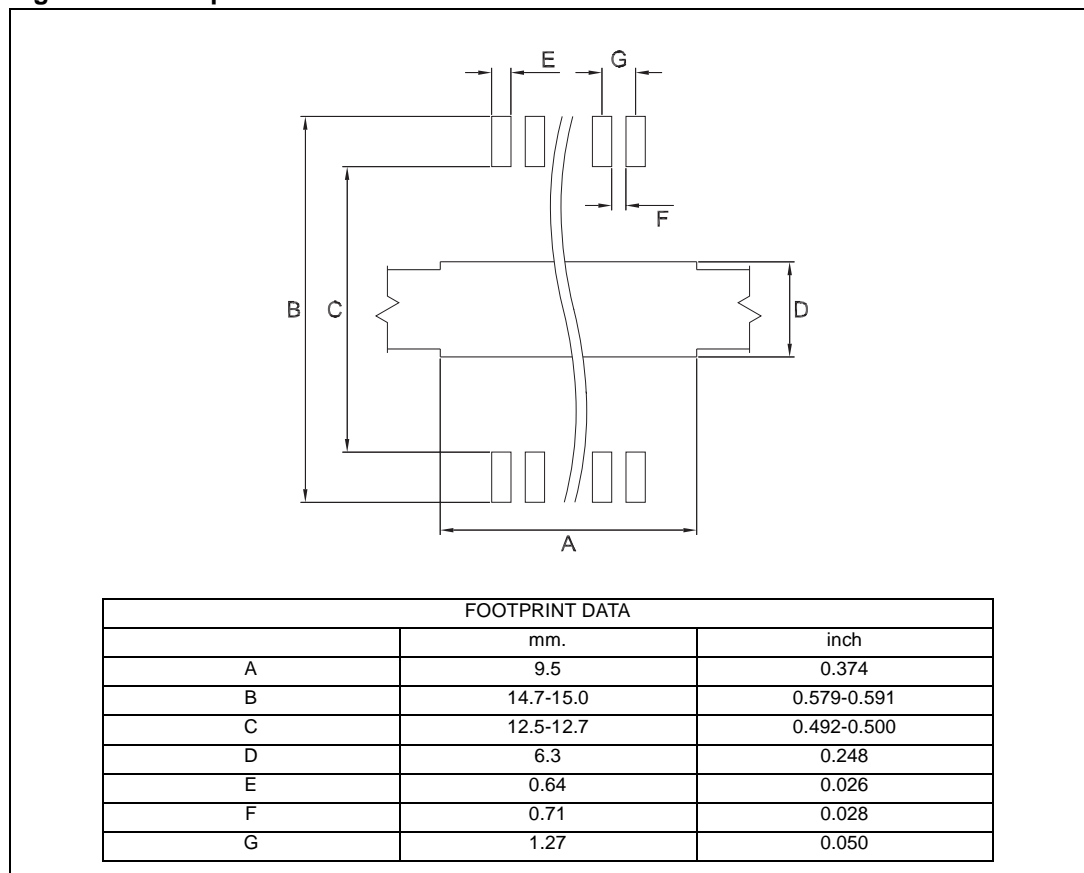 E G
F
B C D
A
FOOTPRINT DATA
mm. inch
A 9.5 0.374
B 14.7-15.0 0.579-0.591
C 12.5-12.7 0.492-0.500
D 6.3 0.248
E 0.64 0.026
F 0.71 0.028
G 1.27 0.050